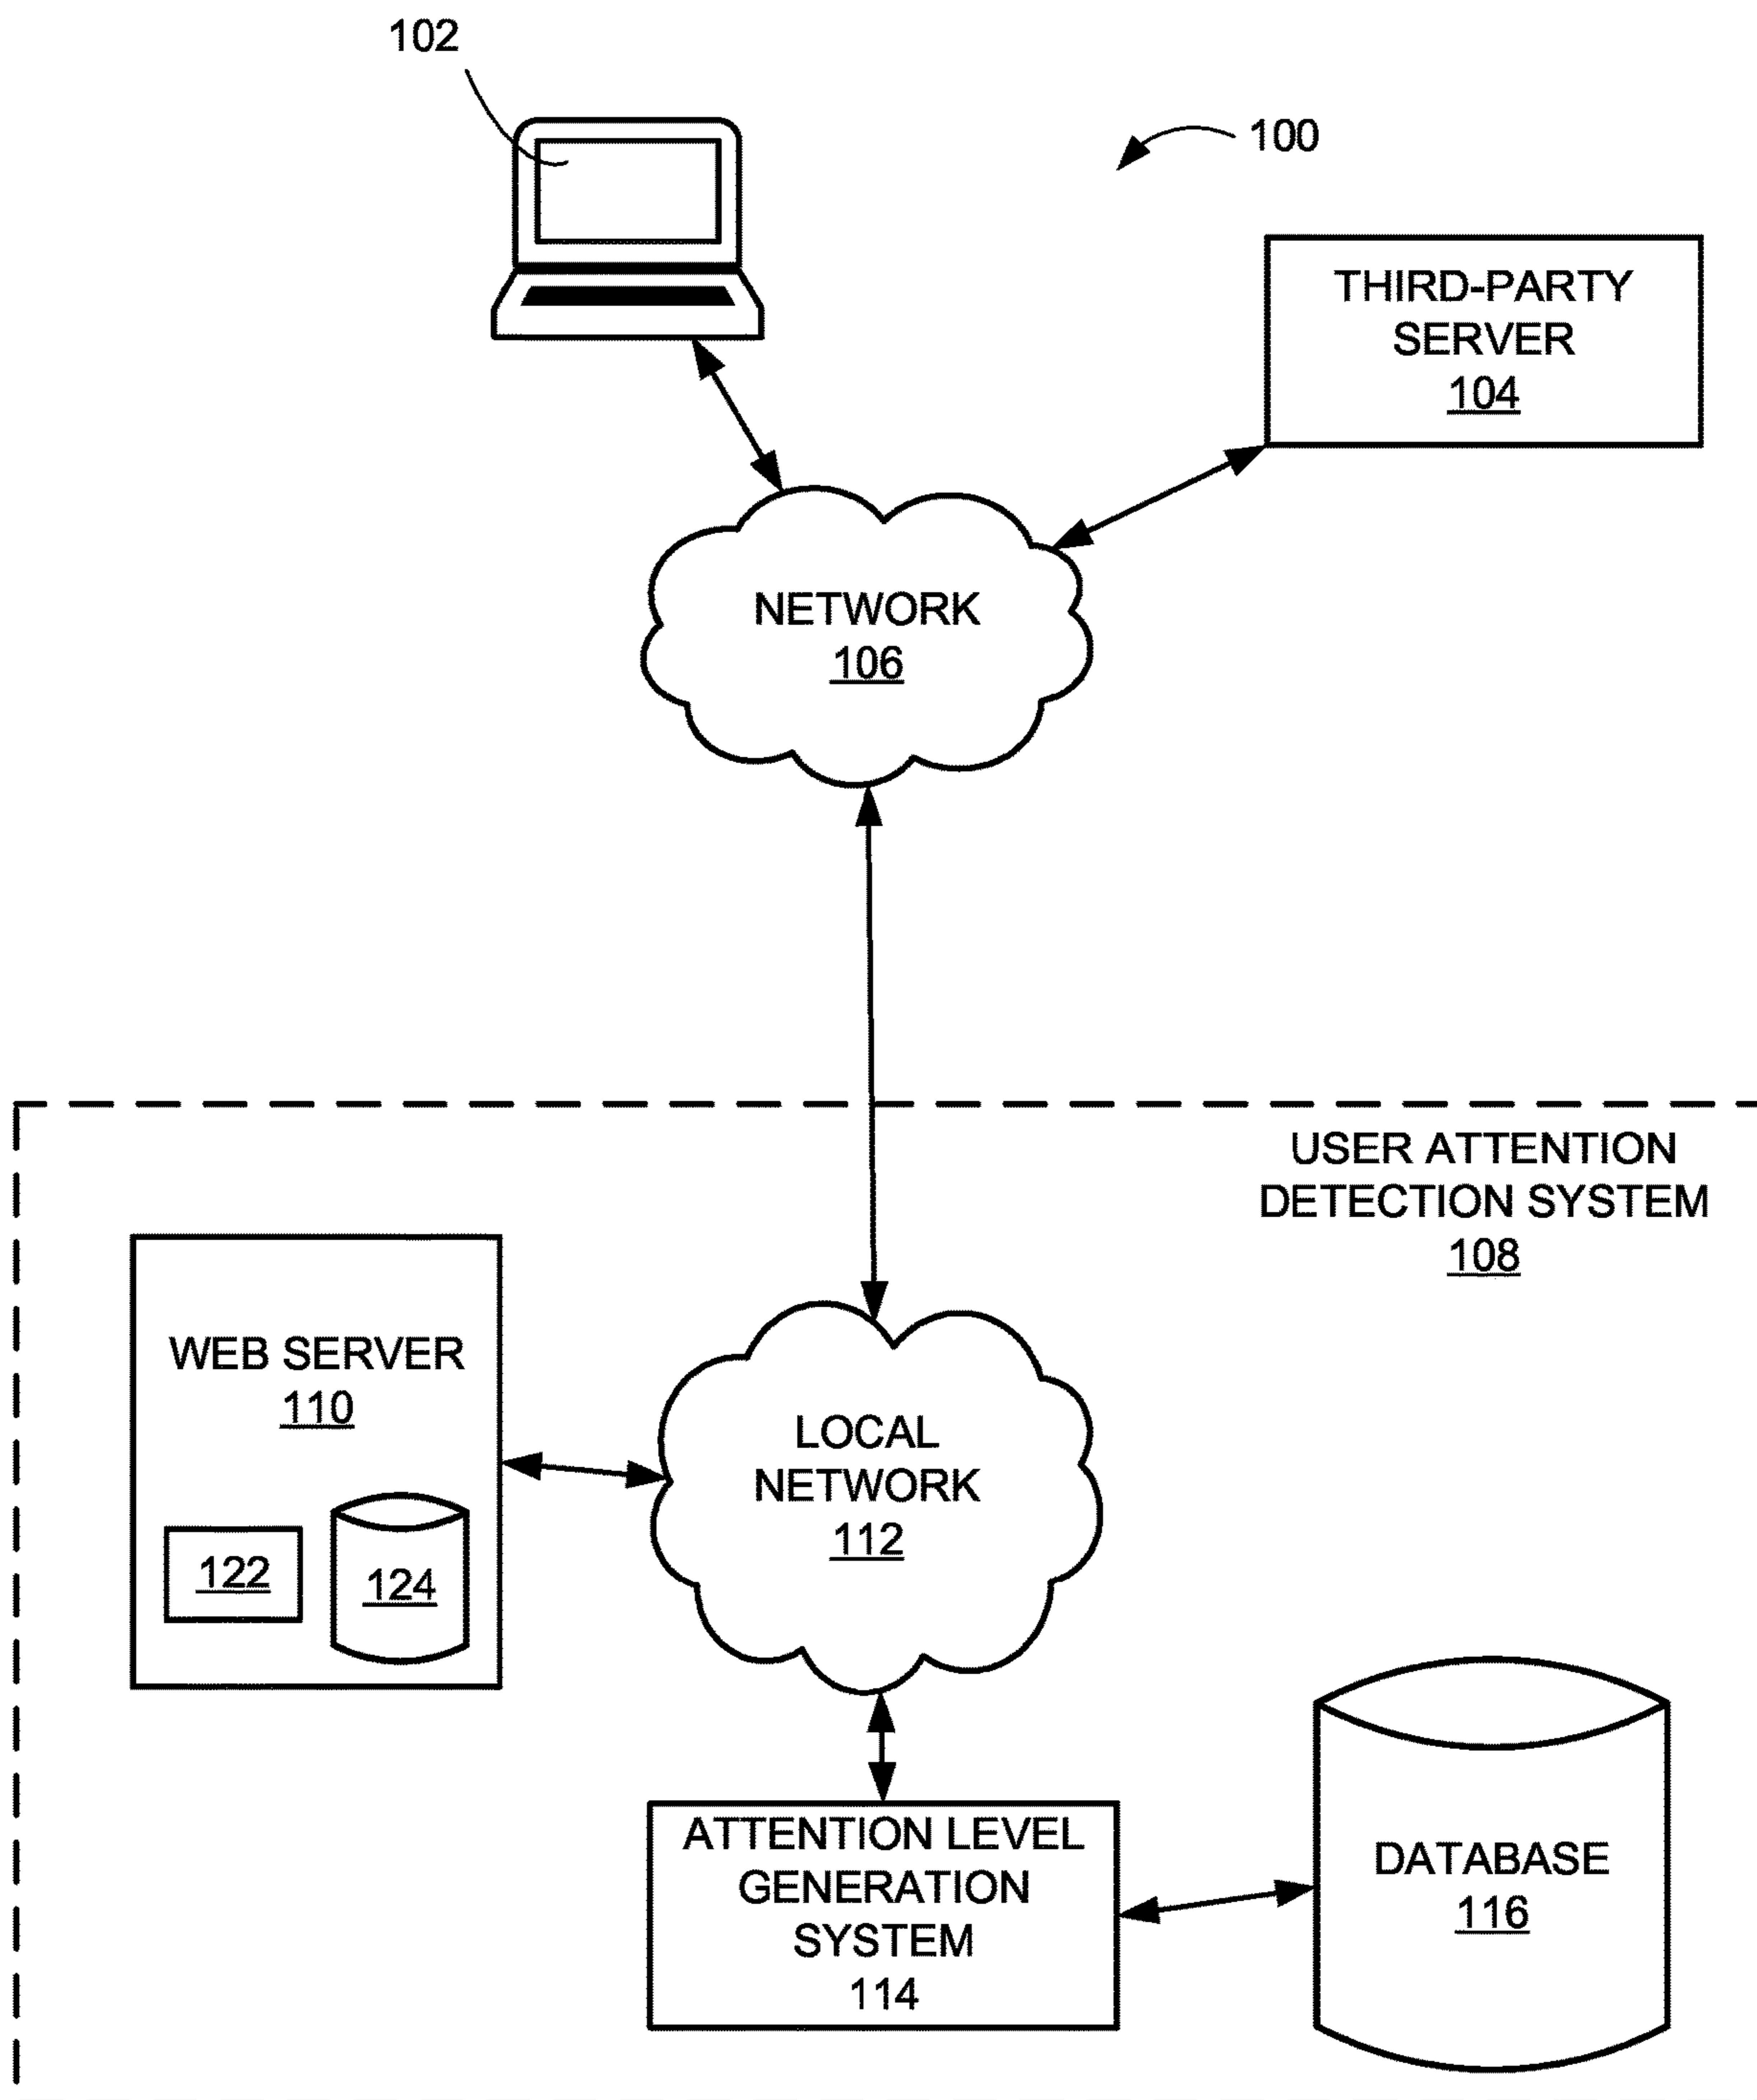 102
100
THIRD-PARTY
SERVER
104
NETWORK
106
USER ATTENTION
DETECTION SYSTEM
108
WEB SERVER
110
122
124
LOCAL
NETWORK
112
ATTENTION LEVEL
GENERATION
SYSTEM
114
DATABASE
116